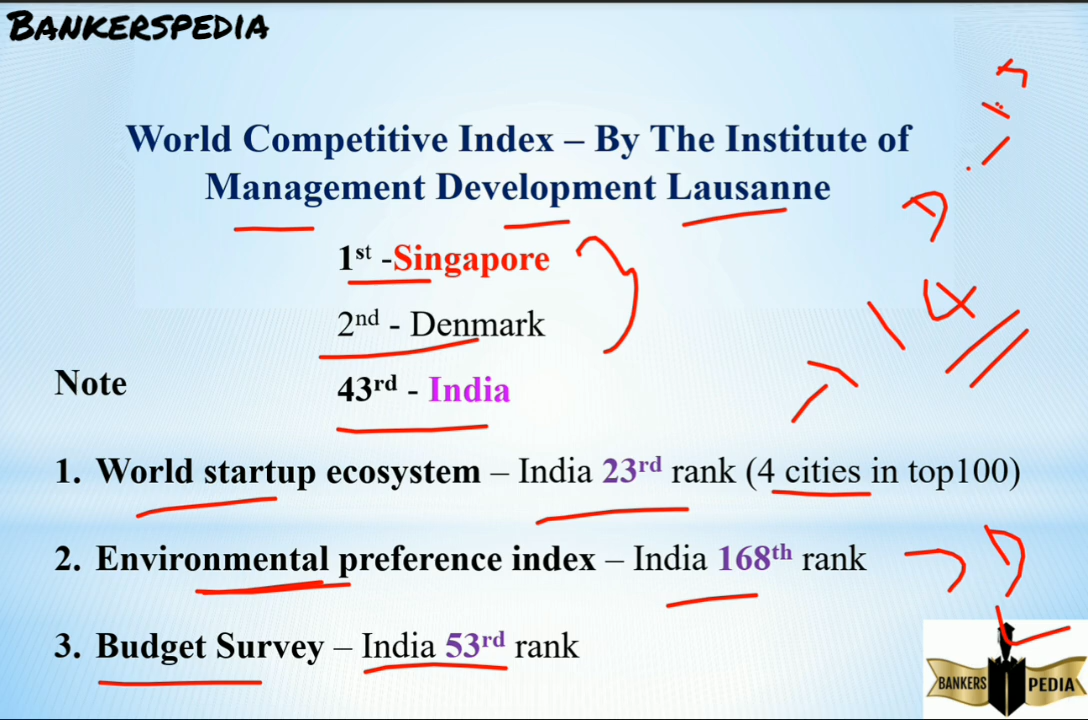 BANKERSPEDIA
World Competitive Index – By The Institute of
Management Development Lausanne
1st -Singapore
2nd - Denmark
Note 43rd - India
1. World startup ecosystem – India 23rd rank (4 cities in top100)
2. Environmental preference index – India 168th rank
3. Budget Survey – India 53rd rank
BANKERS PEDIA